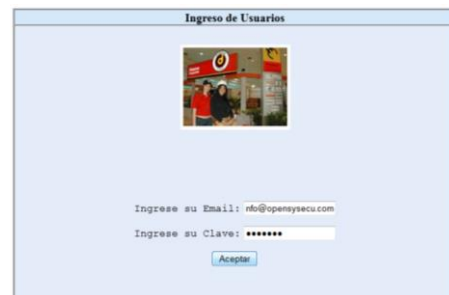 Ingreso de Usuarios
Ingrese su Email: nfo@opensysecu.com
Ingrese su Clave: •••••••
Aceptar